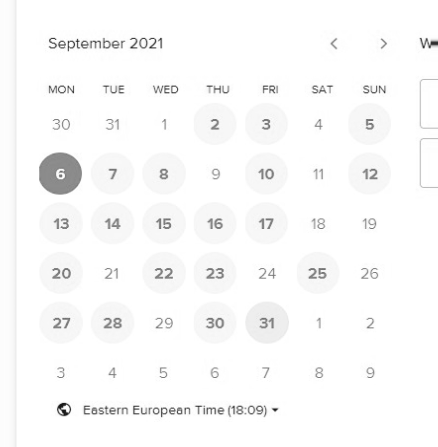 September 2021
MON TUE WED THU FRI SAT SUN
30 31 1 2 3 4 5
6 7 8 9 10 11 12
13 14 15 16 17 18 19
20 21 22 23 24 25 26
27 28 29 30 31 1 2
3 4 5 6 7 8 9
Eastern European Time (18:09)